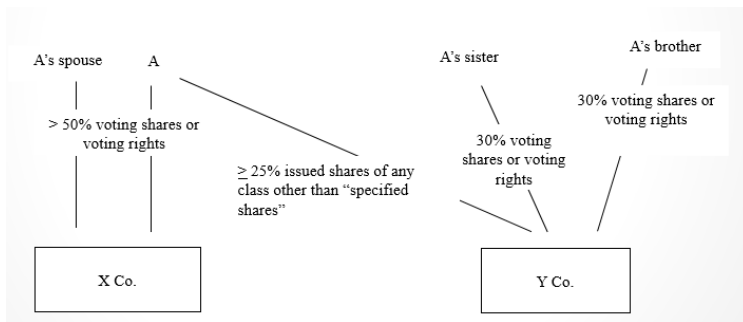 A's spouse
A
> 50% voting shares or
voting rights
≥ 25% issued shares of any
class other than “specified
shares”
A's sister
A's brother
30% voting
shares or voting
rights
30% voting shares or
voting rights
X Co.
Y Co.